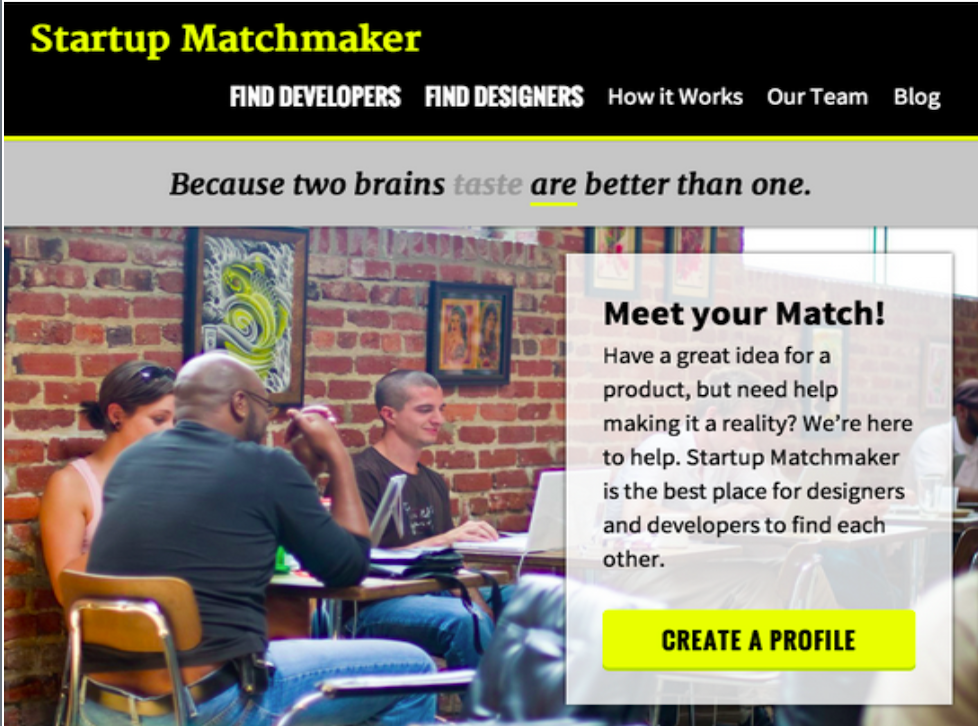 Startup Matchmaker
FIND DEVELOPERS FIND DESIGNERS How it Works Our Team Blog
Because two brains taste are better than one.
Meet your Match!
Have a great idea for a
product, but need help
making it a reality? We’re here
to help. Startup Matchmaker
is the best place for designers
and developers to find each
other.
CREATE A PROFILE